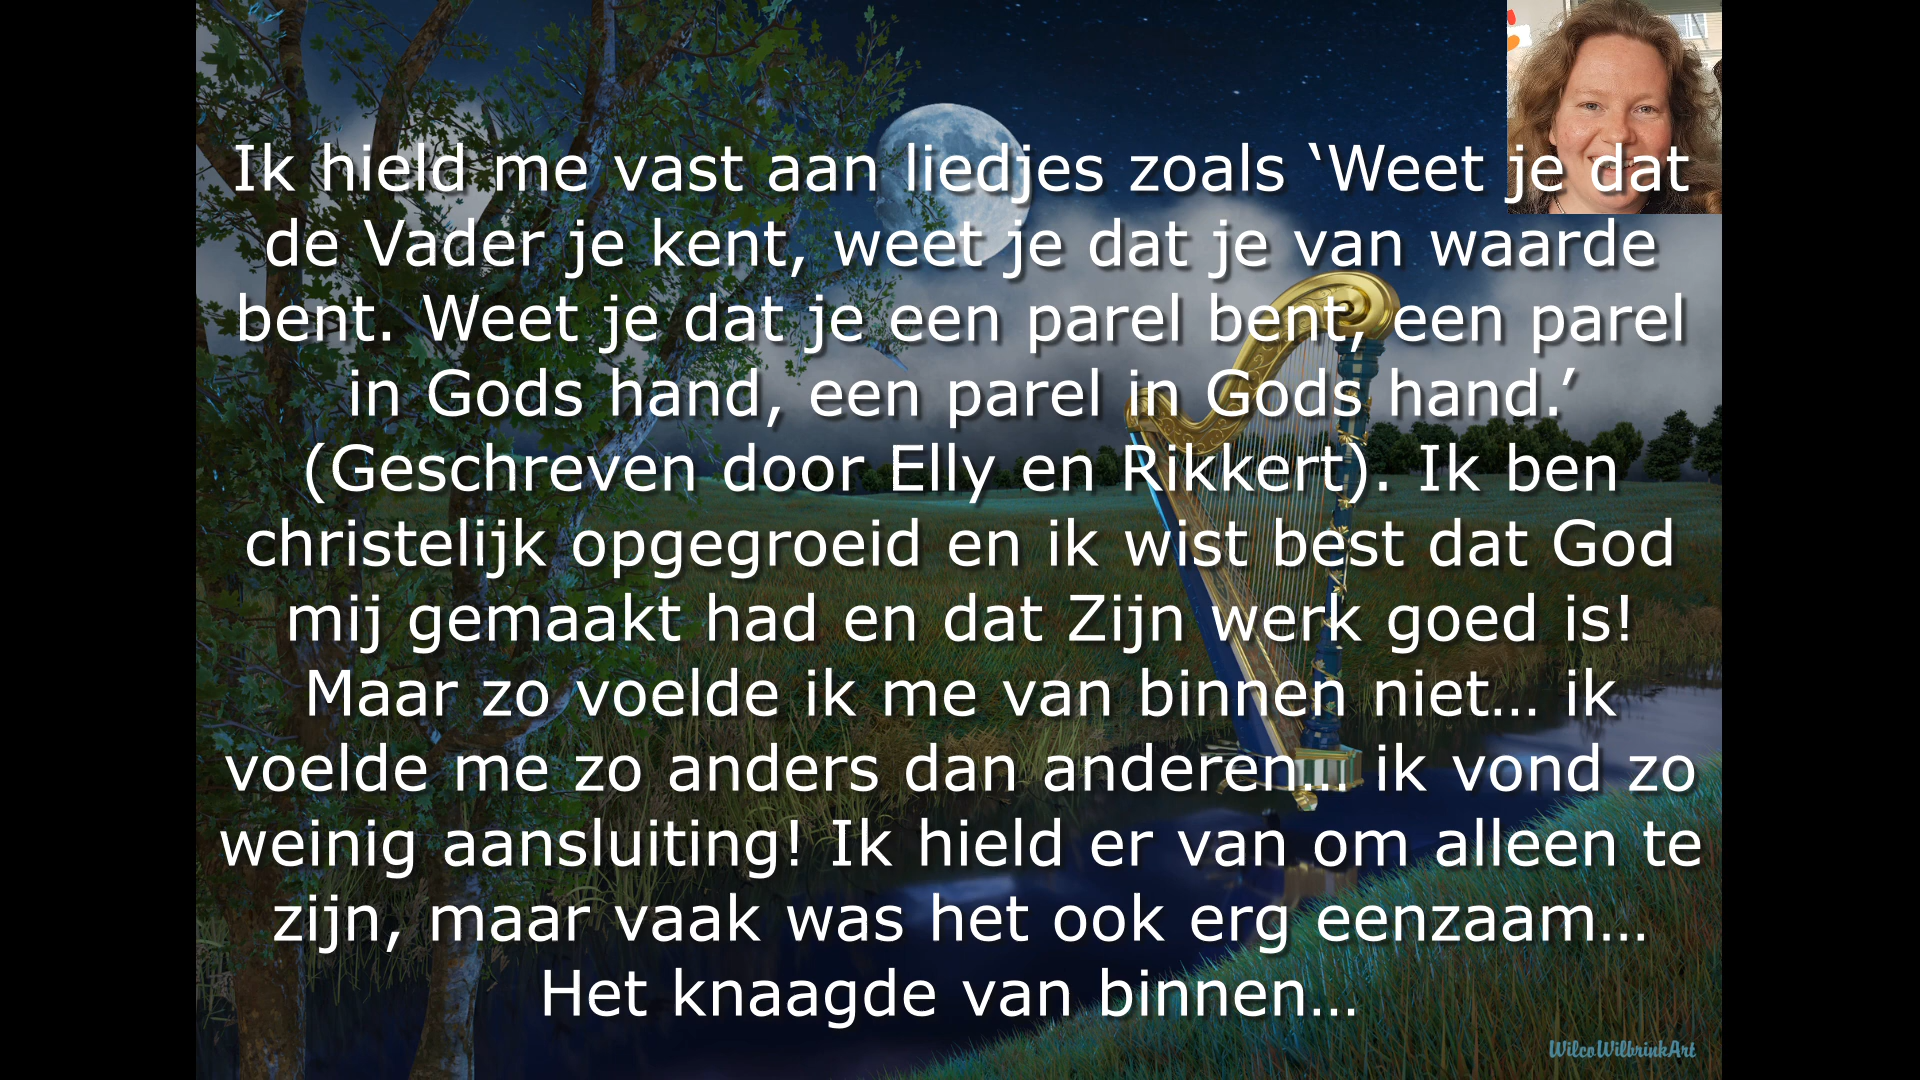 Ik hield me vast aan liedjes zoals ‘Weet je dat
de Vader je kent, weet je dat je van waarde
bent. Weet je dat je een parel bent, een parel
in Gods hand, een parel in Gods hand.’
(Geschreven door Elly en Rikkert). Ik ben
christelijk opgegroeid en ik wist best dat God
mij gemaakt had en dat Zijn werk goed is!
Maar zo voelde ik me van binnen niet… ik
voelde me zo anders dan anderen… ik vond zo
weinig aansluiting! Ik hield er van om alleen te
zijn, maar vaak was het ook erg eenzaam…
Het knaagde van binnen…
WilcoWilbrinkArt